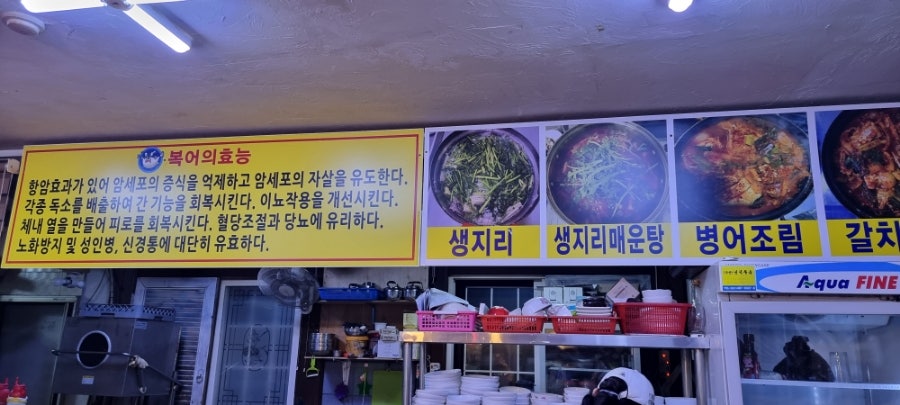 복어의효능
항암효과가 있어 암세포의 증식을 억제하고 암세포의 자살을 유도한다.
각종 독소를 배출하여 간 기능을 회복시킨다. 이뇨작용을 개선시킨다.
체내 열을 만들어 피로를 회복시킨다. 혈당조절과 당뇨에 유리하다.
노화방지 및 성인병, 신경통에 대단히 유효하다.
생지리
생지리매운탕
병어조림
갈치
Aqua FINE